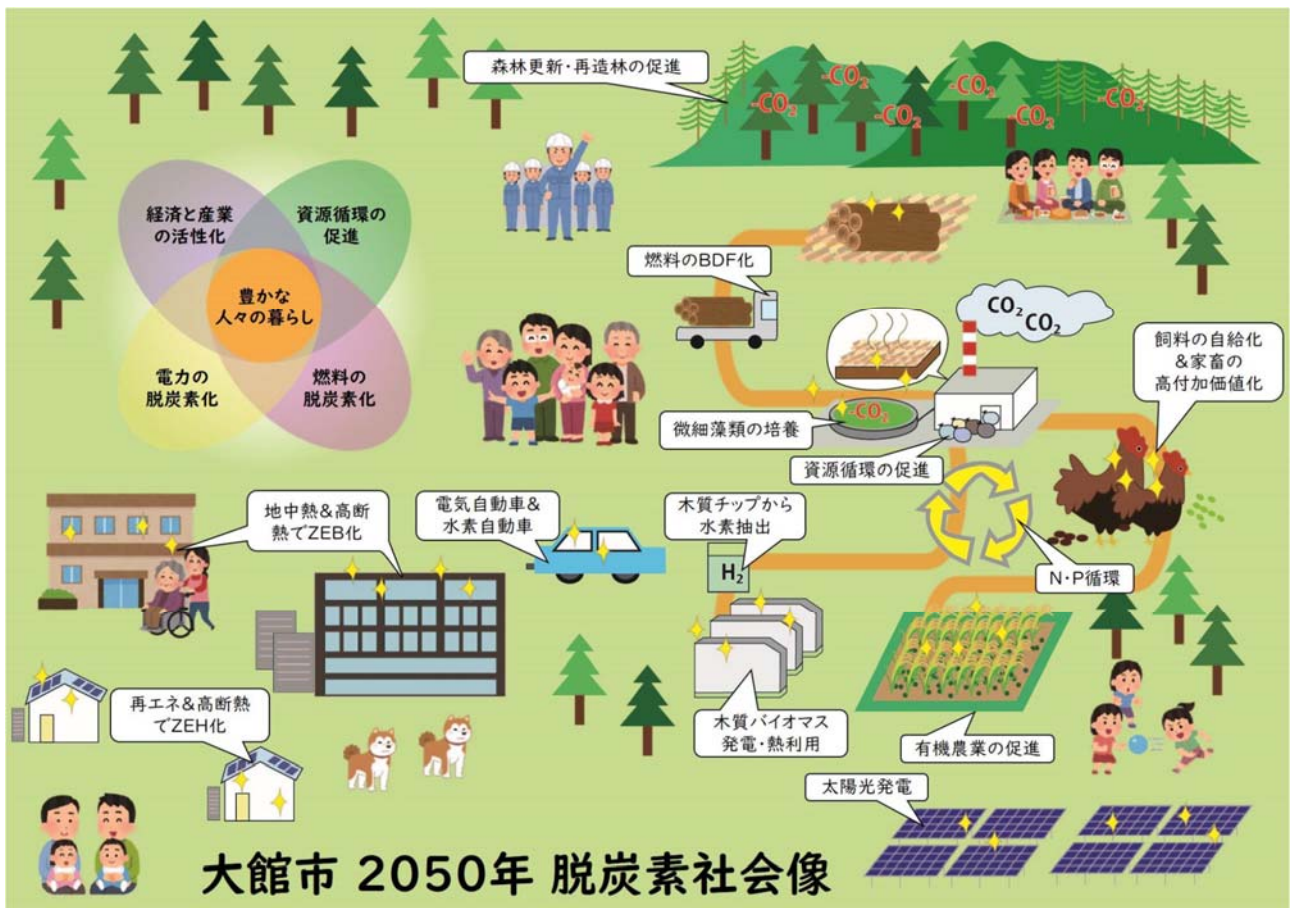 森林更新・再造林の促進
-CO₂
-CO₂
-CO₂
-CO₂
-CO₂
-CO₂
経済と産業
の活性化
資源循環の
促進
豊かな
人々の暮らし
電力の
脱炭素化
燃料の
脱炭素化
燃料のBDF化
CO₂
CO₂
飼料の自給化
&家畜の
高付加価値化
-CO₂
微細藻類の培養
資源循環の促進
地中熱&高断
熱でZEB化
電気自動車&
水素自動車
木質チップから
水素抽出
H₂
N・P循環
再エネ&高断熱
でZEH化
木質バイオマス
発電・熱利用
有機農業の促進
太陽光発電
大館市 2050年 脱炭素社会像